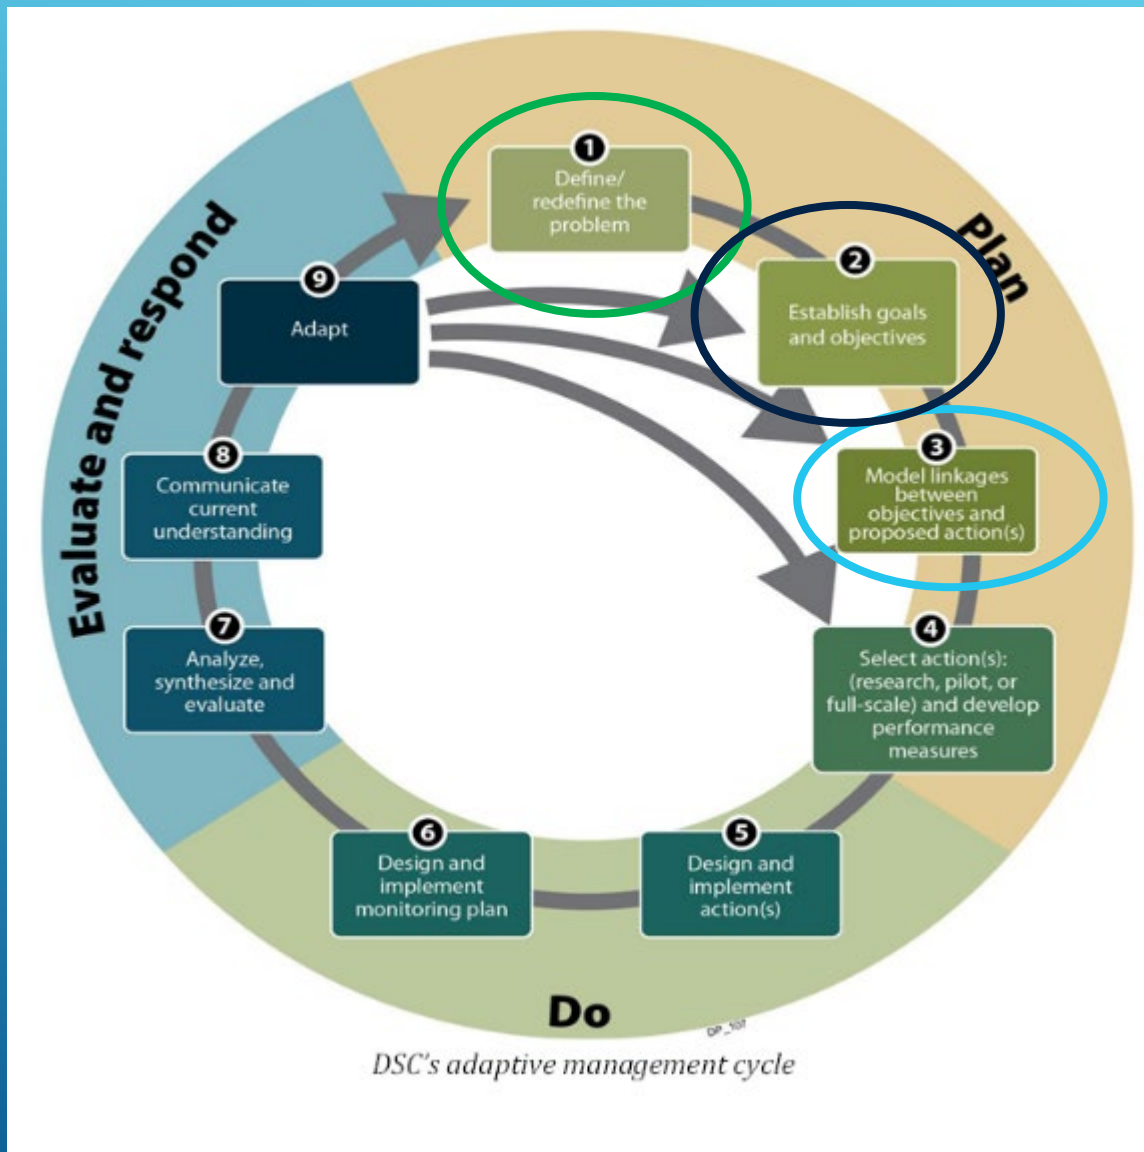 1
Define/
redefine the
problem
Plan
2
Establish goals
and objectives
3
Model linkages
between
objectives and
proposed action(s)
4
Select action(s):
(research, pilot, or
full-scale) and develop
performance
measures
5
Design and
implement
action(s)
6
Design and
implement
monitoring plan
Do
DP_107
7
Analyze,
synthesize and
evaluate
8
Communicate
current
understanding
9
Adapt
Evaluate and respond
DSC's adaptive management cycle